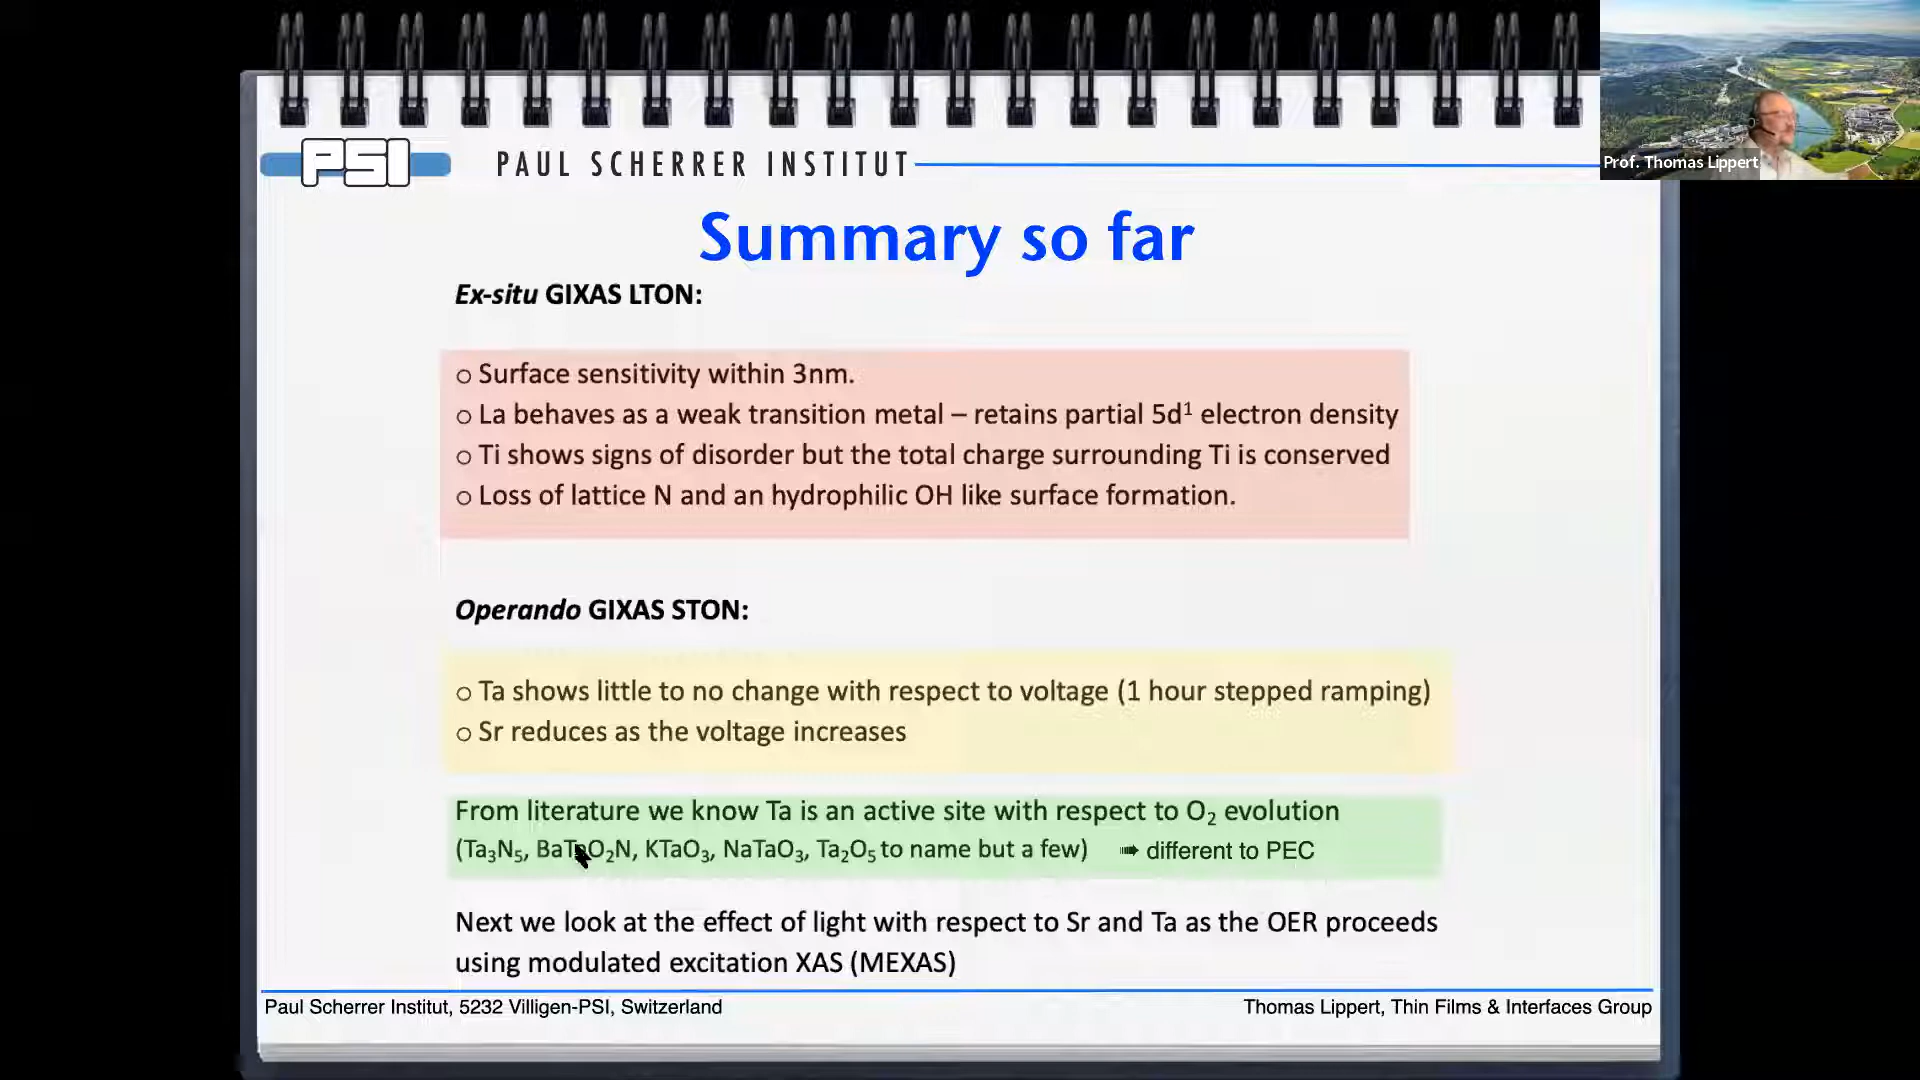 Prof. Thomas Lippert
PSI
PAUL SCHERRER INSTITUT
Summary so far
Ex-situ GIXAS LTON:
○ Surface sensitivity within 3nm.
○ La behaves as a weak transition metal – retains partial 5d¹ electron density
○ Ti shows signs of disorder but the total charge surrounding Ti is conserved
○ Loss of lattice N and an hydrophilic OH like surface formation.
Operando GIXAS STON:
○ Ta shows little to no change with respect to voltage (1 hour stepped ramping)
○ Sr reduces as the voltage increases
From literature we know Ta is an active site with respect to O₂ evolution
(Ta₃N₅, BaTaO₂N, KTaO₃, NaTaO₃, Ta₂O₅ to name but a few) ➠ different to PEC
Next we look at the effect of light with respect to Sr and Ta as the OER proceeds
using modulated excitation XAS (MEXAS)
Paul Scherrer Institut, 5232 Villigen-PSI, Switzerland
Thomas Lippert, Thin Films & Interfaces Group